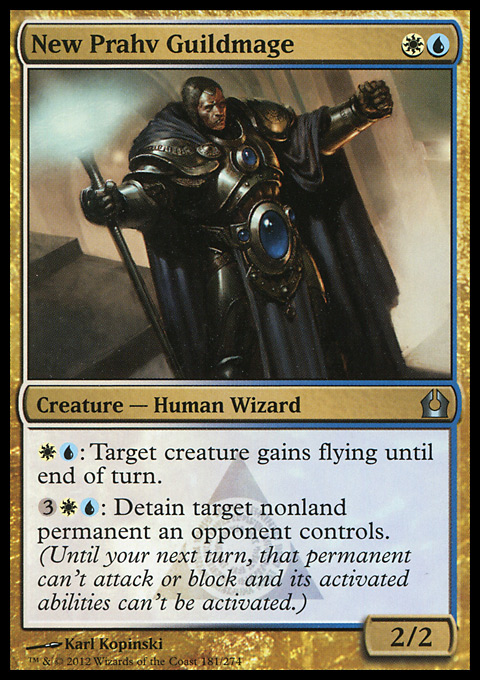 New Prahv Guildmage
Creature — Human Wizard
: Target creature gains flying until
end of turn.
3 : Detain target nonland
permanent an opponent controls.
(Until your next turn, that permanent
can't attack or block and its activated
abilities can't be activated.)
Karl Kopinski
2/2
™ & © 2012 Wizards of the Coast 181/274